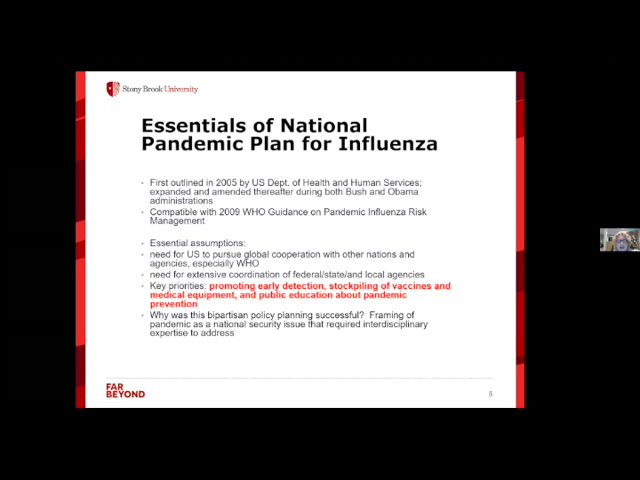 Stony Brook University
Essentials of National
Pandemic Plan for Influenza
- First outlined in 2005 by US Dept. of Health and Human Services;
expanded and amended thereafter during both Bush and Obama
administrations
- Compatible with 2009 WHO Guidance on Pandemic Influenza Risk
Management
- Essential assumptions:
- need for US to pursue global cooperation with other nations and
agencies, especially WHO
- need for extensive coordination of federal/state/and local agencies
- Key priorities: promoting early detection, stockpiling of vaccines and
medical equipment, and public education about pandemic
prevention
- Why was this bipartisan policy planning successful? Framing of
pandemic as a national security issue that required interdisciplinary
expertise to address
FAR
BEYOND
5